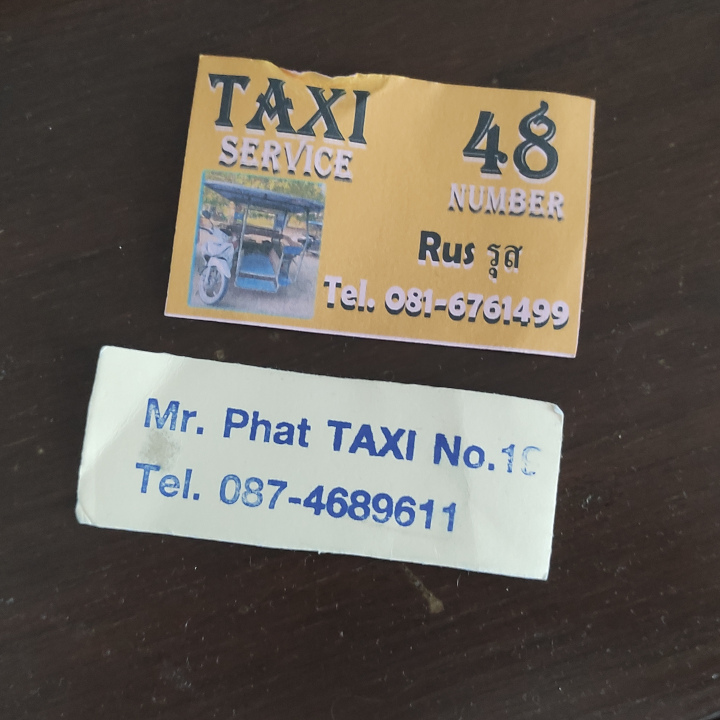 TAXI
SERVICE
48
NUMBER
Rus รุส
Tel. 081-6761499
Mr. Phat TAXI No.
Tel. 087-4689611